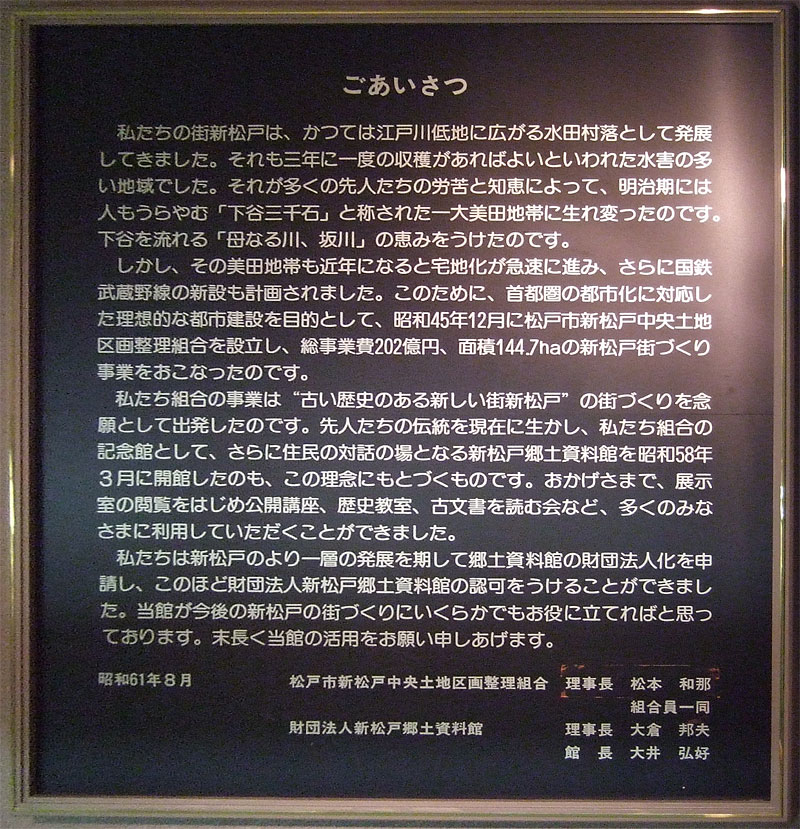 ごあいさつ
私たちの街新松戸は、かつては江戸川低地に広がる水田村落として発展
してきました。それも三年に一度の収穫があればよいといわれた水害の多
い地域でした。それが多くの先人たちの労苦と知恵によって、明治期には
人もうらやむ「下谷三千石」と称された一大美田地帯に生れ変ったのです。
下谷を流れる「母なる川、坂川」の恵みをうけたのです。
しかし、その美田地帯も近年になると宅地化が急速に進み、さらに国鉄
武蔵野線の新設も計画されました。このために、首都圏の都市化に対応し
た理想的な都市建設を目的として、昭和45年12月に松戸市新松戸中央土地
区画整理組合を設立し、総事業費202億円、面積144.7haの新松戸街づくり
事業をおこなったのです。
私たち組合の事業は“古い歴史のある新しい街新松戸”の街づくりを念
願として出発したのです。先人たちの伝統を現在に生かし、私たち組合の
記念館として、さらに住民の対話の場となる新松戸郷土資料館を昭和58年
3月に開館したのも、この理念にもとづくものです。おかげさまで、展示
室の閲覧をはじめ公開講座、歴史教室、古文書を読む会など、多くのみな
さまに利用していただくことができました。
私たちは新松戸のより一層の発展を期して郷土資料館の財団法人化を申
請し、このほど財団法人新松戸郷土資料館の認可をうけることができまし
た。当館が今後の新松戸の街づくりにいくらかでもお役に立てればと思っ
ております。末長く当館の活用をお願い申しあげます。
昭和61年8月 松戸市新松戸中央土地区画整理組合 理事長 松本 和那
組合員一同
財団法人新松戸郷土資料館 理事長 大倉 邦夫
館 長 大井 弘好